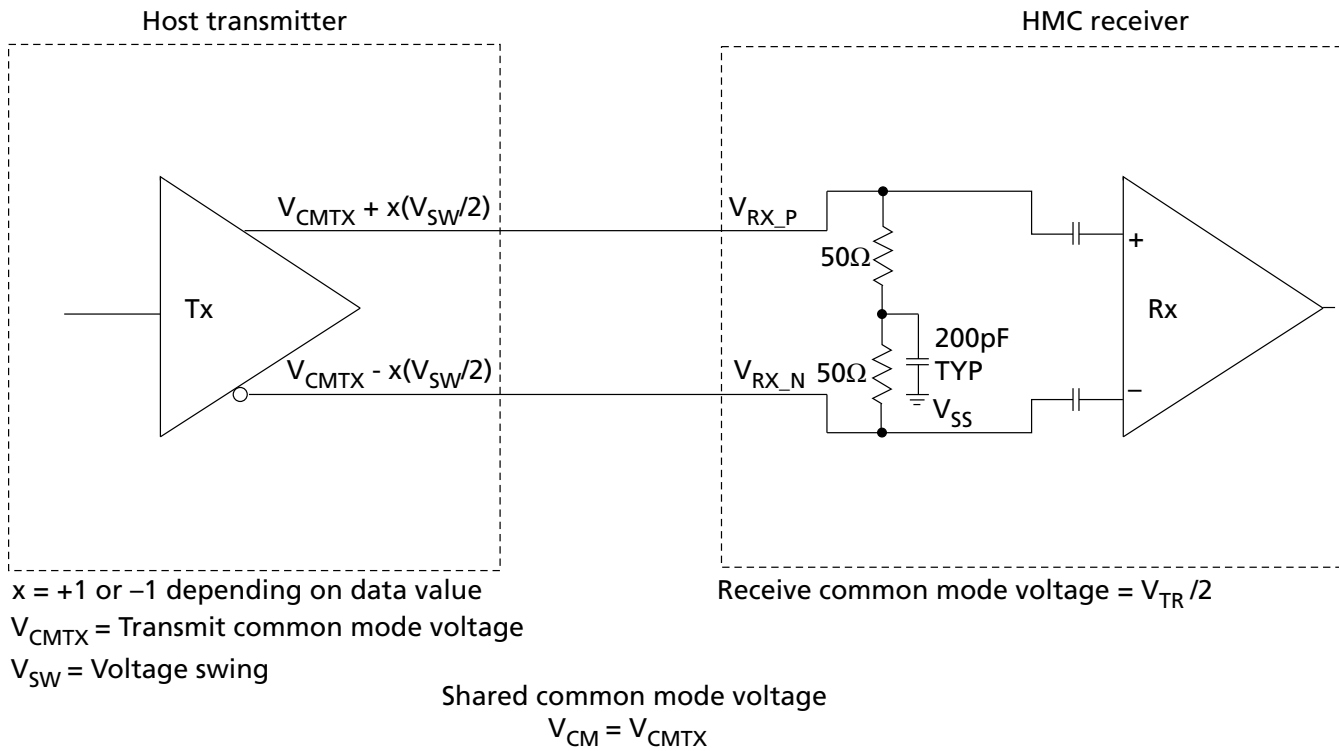 Host transmitter
HMC receiver
V_CMTX + x(V_SW/2)
V_RX_P
50Ω
+
Tx
Rx
200pF
TYP
50Ω
V_CMTX - x(V_SW/2)
V_RX_N
−
V_SS
x = +1 or –1 depending on data value
Receive common mode voltage = V_TR /2
V_CMTX = Transmit common mode voltage
V_SW = Voltage swing
Shared common mode voltage
V_CM = V_CMTX